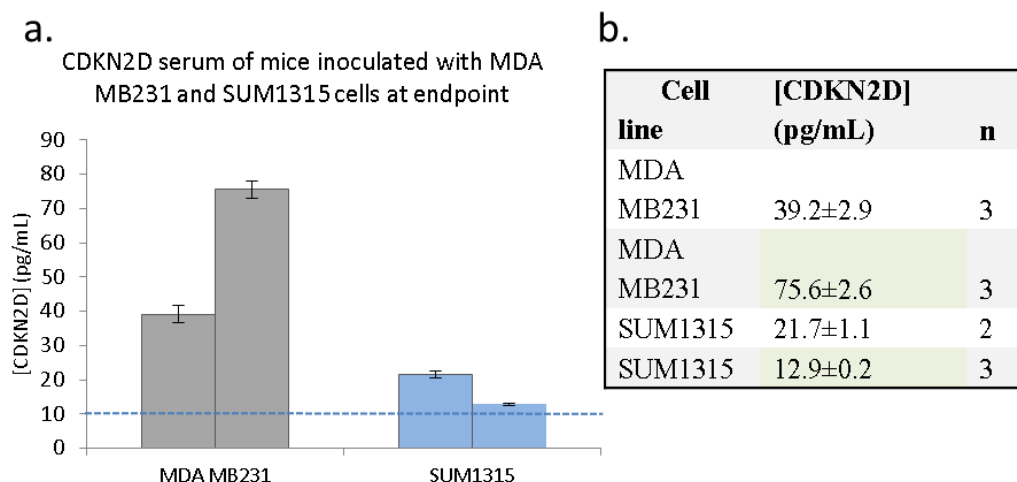 a.
CDKN2D serum of mice inoculated with MDA
MB231 and SUM1315 cells at endpoint
[CDKN2D] (pg/mL)
90
80
70
60
50
40
30
20
10
0
MDA MB231 SUM1315
b.
Cell [CDKN2D]
line (pg/mL) n
MDA
MB231 39.2±2.9 3
MDA
MB231 75.6±2.6 3
SUM1315 21.7±1.1 2
SUM1315 12.9±0.2 3